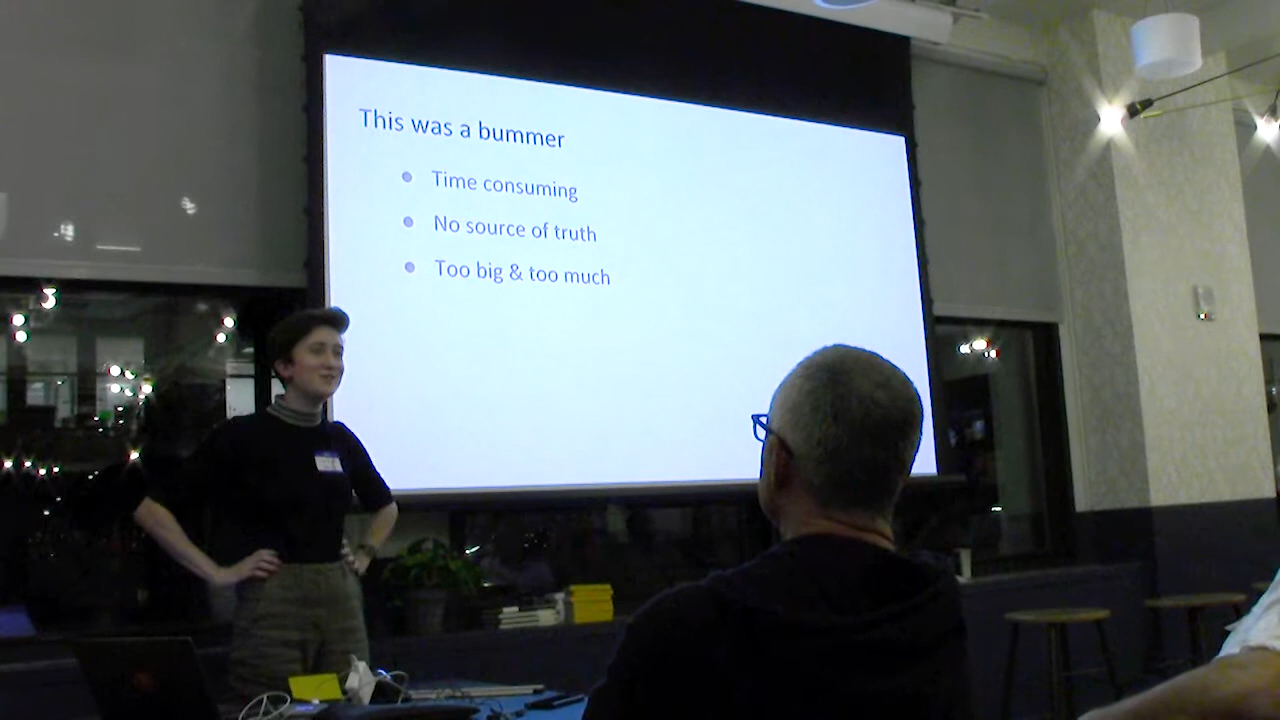 This was a bummer
Time consuming
No source of truth
Too big & too much